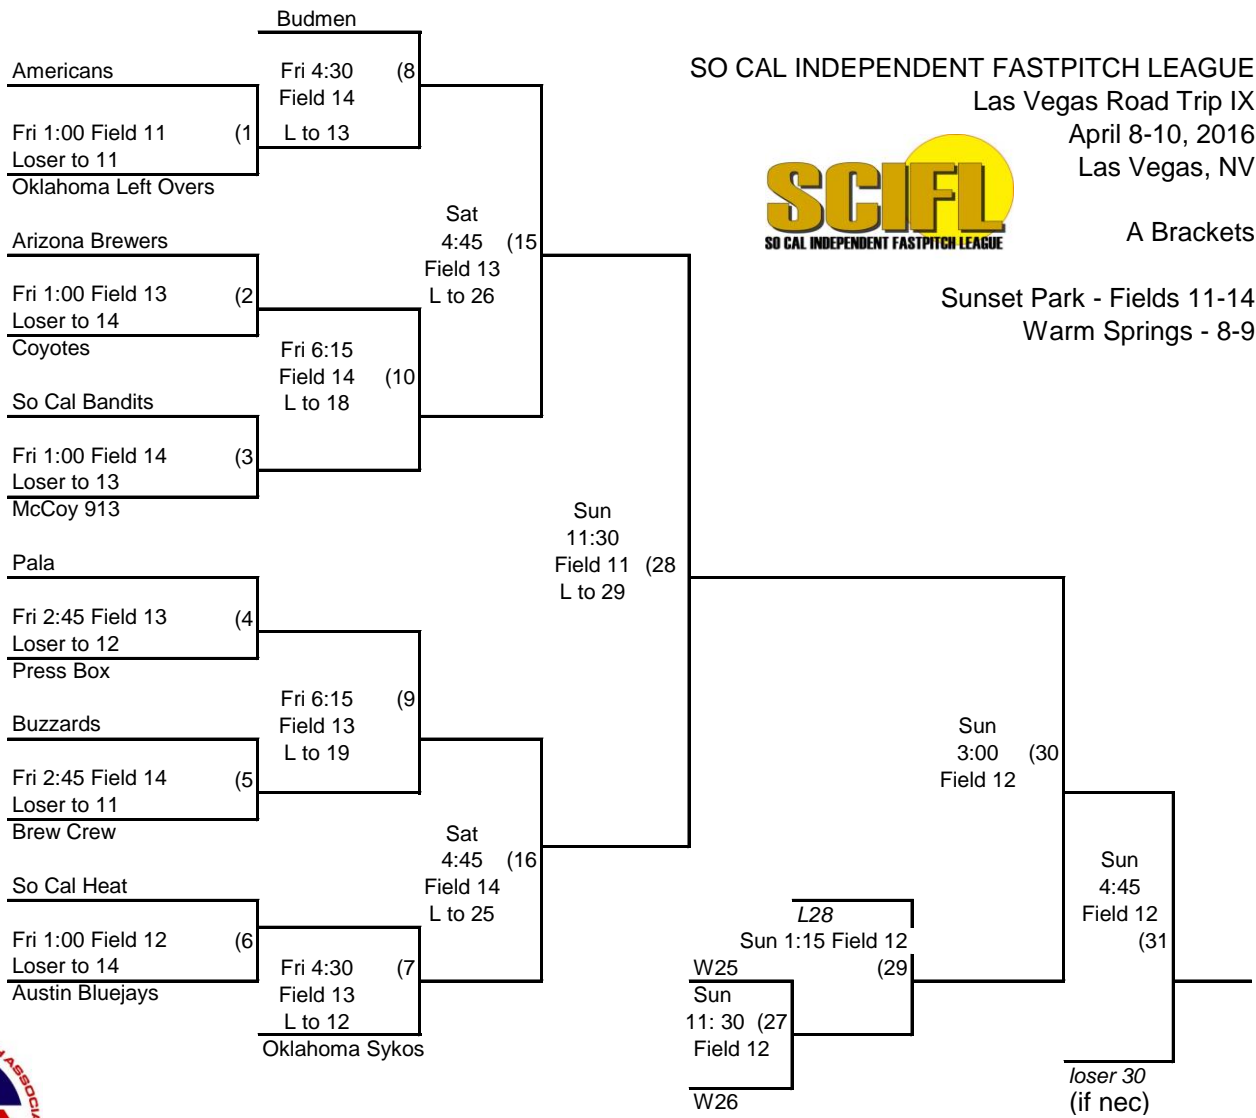 Budmen
Americans
Fri 4:30 (8
Field 14
L to 13
Fri 1:00 Field 11 (1
Loser to 11
Oklahoma Left Overs
SO CAL INDEPENDENT FASTPITCH LEAGUE
Las Vegas Road Trip IX
April 8-10, 2016
Las Vegas, NV
SCIFL
SO CAL INDEPENDENT FASTPITCH LEAGUE
A Brackets
Sunset Park - Fields 11-14
Warm Springs - 8-9
Sat
4:45 (15
Field 13
L to 26
Arizona Brewers
Fri 1:00 Field 13 (2
Loser to 14
Coyotes
Fri 6:15
Field 14 (10
L to 18
So Cal Bandits
Fri 1:00 Field 14 (3
Loser to 13
McCoy 913
Sun
11:30
Field 11 (28
L to 29
Pala
Fri 2:45 Field 13 (4
Loser to 12
Press Box
Fri 6:15 (9
Field 13
L to 19
Buzzards
Fri 2:45 Field 14 (5
Loser to 11
Brew Crew
Sat
4:45 (16
Field 14
L to 25
So Cal Heat
Fri 1:00 Field 12 (6
Loser to 14
Austin Bluejays
Fri 4:30 (7
Field 13
L to 12
Oklahoma Sykos
Sun
3:00 (30
Field 12
L28
Sun 1:15 Field 12
(29
W25
Sun
11: 30 (27
Field 12
W26
Sun
4:45
Field 12
(31
loser 30
(if nec)